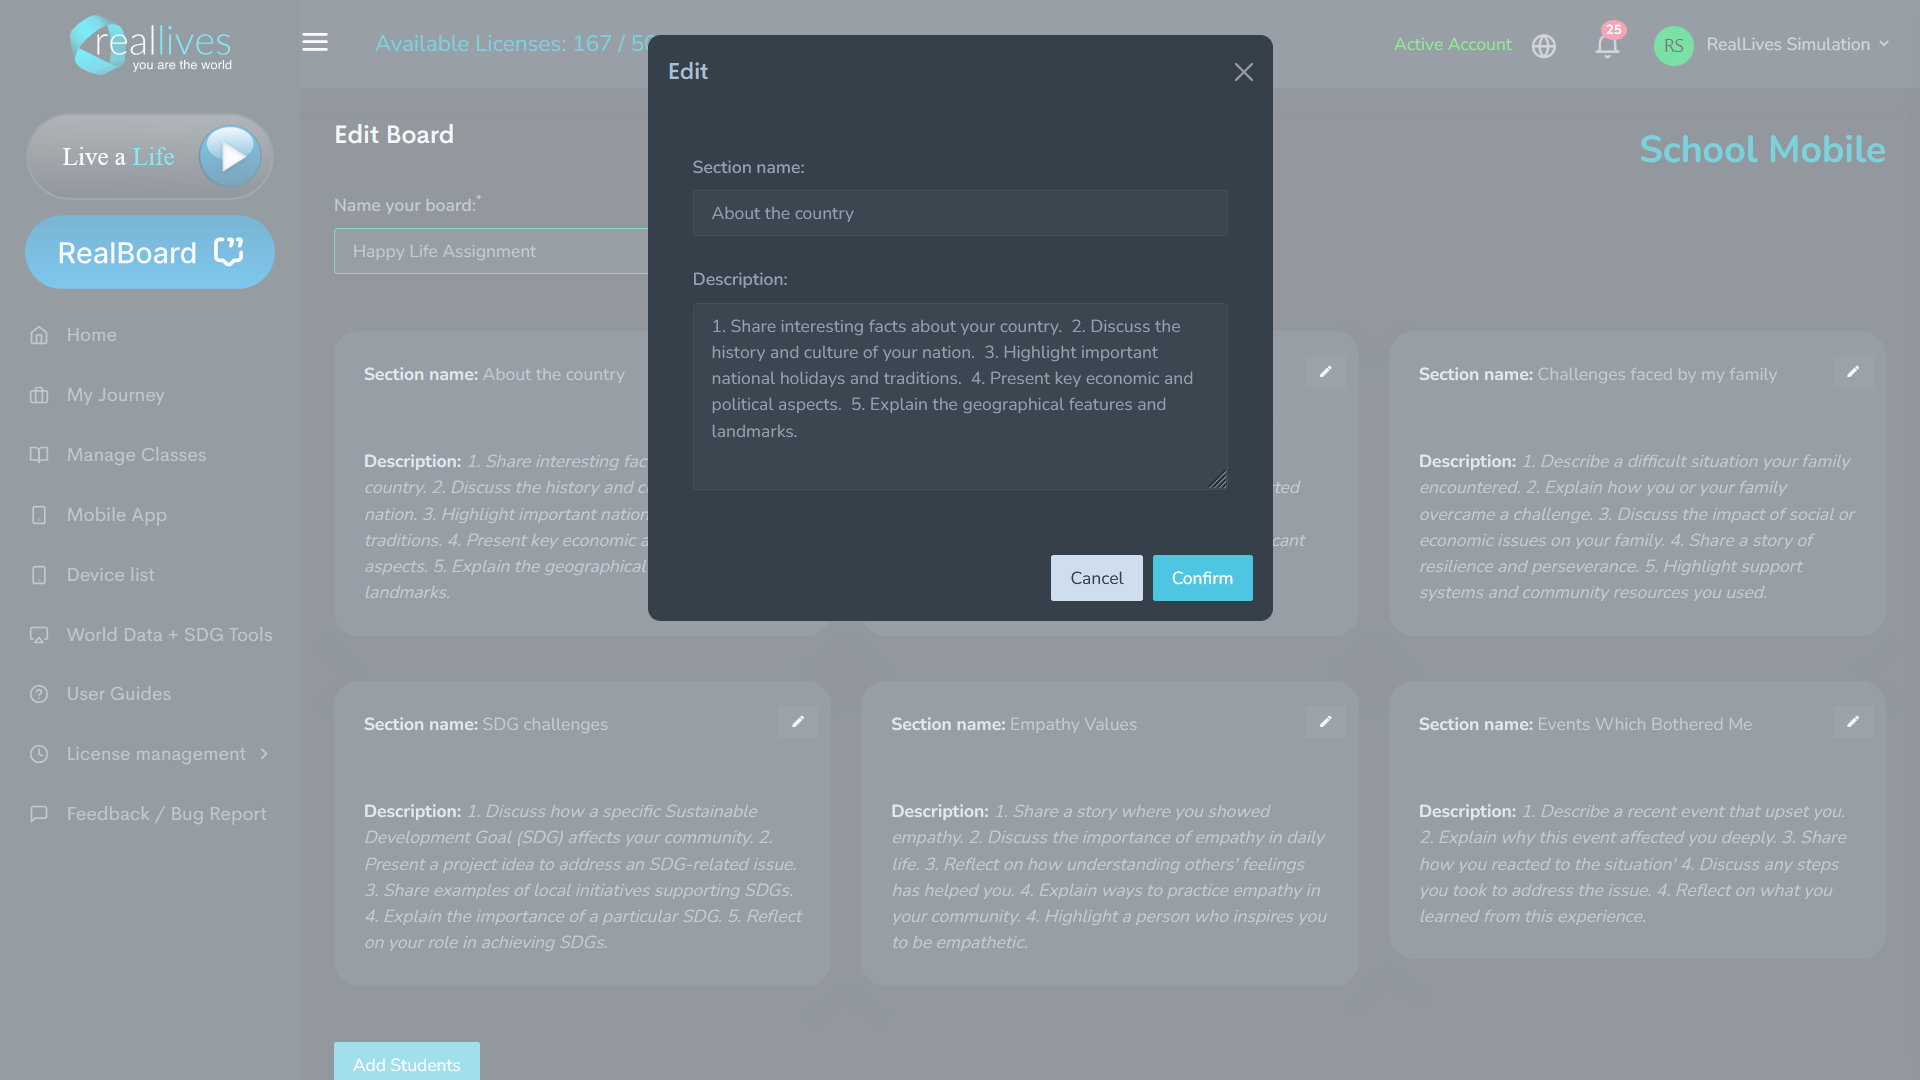 reallives
you are the world
Available Licenses: 167 / 50
Active Account
25
RS
RealLives Simulation
Live a Life
RealBoard
Home
My Journey
Manage Classes
Mobile App
Device list
World Data + SDG Tools
User Guides
License management
Feedback / Bug Report
Edit Board
School Mobile
Name your board:*
Happy Life Assignment
Edit
Section name:
About the country
Description:
1. Share interesting facts about your country.  2. Discuss the
history and culture of your nation.  3. Highlight important
national holidays and traditions.  4. Present key economic and
political aspects.  5. Explain the geographical features and
landmarks.
Cancel
Confirm
Section name: About the country
Description: 1. Share interesting
country. 2. Discuss the history and
nation. 3. Highlight important
traditions. 4. Present key economic
aspects. 5. Explain the geographical
landmarks.
Section name: Challenges faced by my family
Description: 1. Describe a difficult situation your family
encountered. 2. Explain how you or your family
overcame a challenge. 3. Discuss the impact of social or
economic issues on your family. 4. Share a story of
resilience and perseverance. 5. Highlight support
systems and community resources you used.
Section name: SDG challenges
Description: 1. Discuss how a specific Sustainable
Development Goal (SDG) affects your community. 2.
Present a project idea to address an SDG-related issue.
3. Share examples of local initiatives supporting SDGs.
4. Explain the importance of a particular SDG. 5. Reflect
on your role in achieving SDGs.
Section name: Empathy Values
Description: 1. Share a story where you showed
empathy. 2. Discuss the importance of empathy in daily
life. 3. Reflect on how understanding others' feelings
has helped you. 4. Explain ways to practice empathy in
your community. 4. Highlight a person who inspires you
to be empathetic.
Section name: Events Which Bothered Me
Description: 1. Describe a recent event that upset you.
2. Explain why this event affected you deeply. 3. Share
how you reacted to the situation' 4. Discuss any steps
you took to address the issue. 4. Reflect on what you
learned from this experience.
Add Students